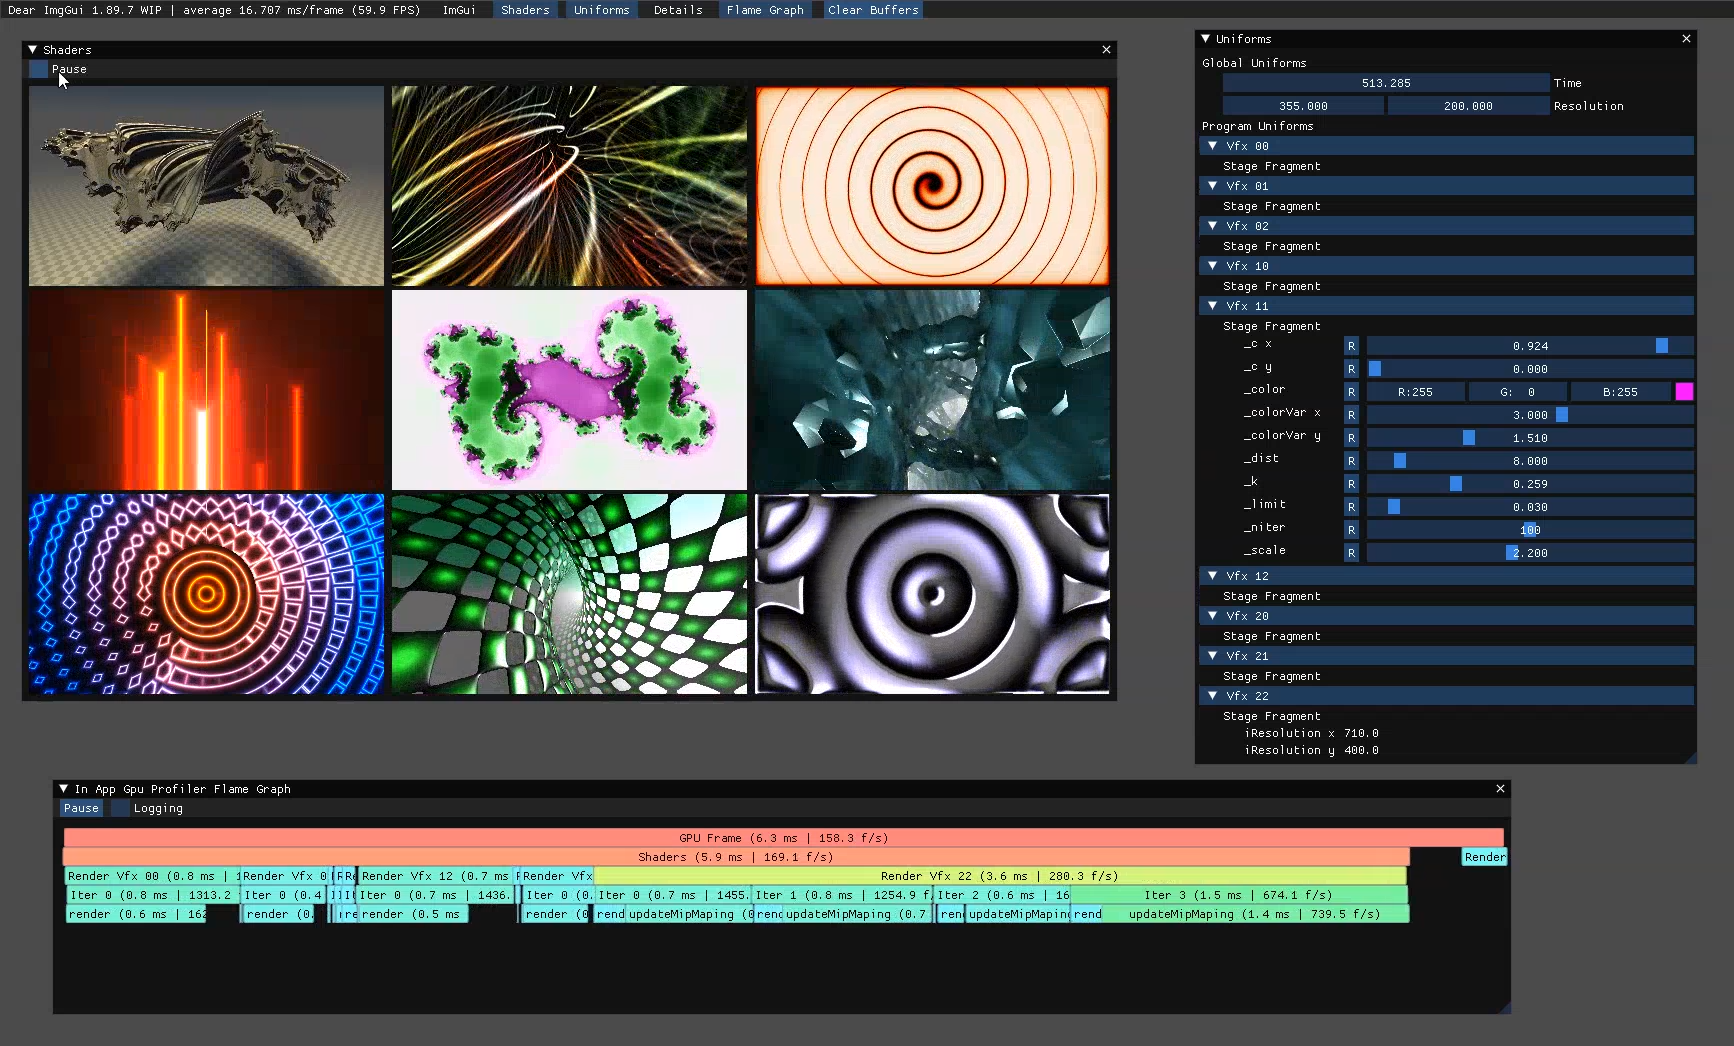 Dear ImgGui 1.89.7 WIP | average 16.707 ms/frame (59.9 FPS) ImGui Shaders Uniforms Details Flame Graph Clear Buffers
Shaders
Pause
Uniforms
Global Uniforms
513.285 Time
355.000 200.000 Resolution
Program Uniforms
Vfx 00
Stage Fragment
Vfx 01
Stage Fragment
Vfx 02
Stage Fragment
Vfx 10
Stage Fragment
Vfx 11
Stage Fragment
_c x R 0.924
_c y R 0.000
_color R R:255 G: 0 B:255
_colorVar x R 3.000
_colorVar y R 1.510
_dist R 8.000
_k R 0.259
_limit R 0.030
_niter R 100
_scale R 2.200
Vfx 12
Stage Fragment
Vfx 20
Stage Fragment
Vfx 21
Stage Fragment
Vfx 22
Stage Fragment
iResolution x 710.0
iResolution y 400.0
In App Gpu Profiler Flame Graph
Pause Logging
GPU Frame (6.3 ms | 158.3 f/s)
Shaders (5.9 ms | 169.1 f/s) Render
Render Vfx 00 (0.8 ms | 1 Render Vfx 0 Render Vfx 12 (0.7 ms Render Vfx Render Vfx 22 (3.6 ms | 280.3 f/s)
Iter 0 (0.8 ms | 1313.2 Iter 0 (0.4 Iter 0 (0.7 ms | 1436. Iter 0 (0. Iter 0 (0.7 ms | 1455. Iter 1 (0.8 ms | 1254.9 f Iter 2 (0.6 ms | 16 Iter 3 (1.5 ms | 674.1 f/s)
render (0.6 ms | 162 render (0. re render (0.5 ms render (0 rend updateMipMaping (0 rend updateMipMaping (0.7 rend updateMipMaping rend updateMipMaping (1.4 ms | 739.5 f/s)